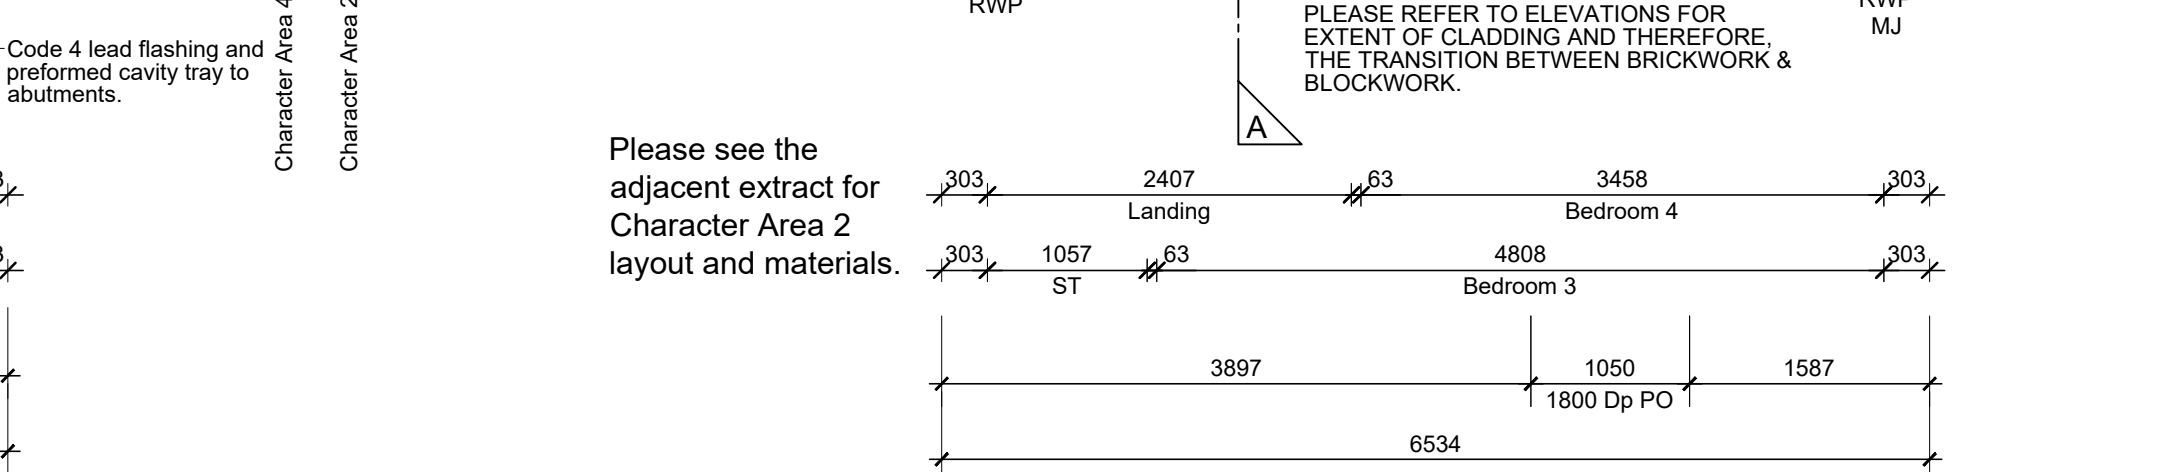 RWP
PLEASE REFER TO ELEVATIONS FOR
EXTENT OF CLADDING AND THEREFORE,
THE TRANSITION BETWEEN BRICKWORK &
BLOCKWORK.
RWP
MJ
Code 4 lead flashing and
preformed cavity tray to
abutments.
Character Area 4
Character Area 2
A
Please see the
adjacent extract for
Character Area 2
layout and materials.
303 2407 63 3458 303
Landing Bedroom 4
303 1057 63 4808 303
ST Bedroom 3
3897 1050 1587
1800 Dp PO
6534